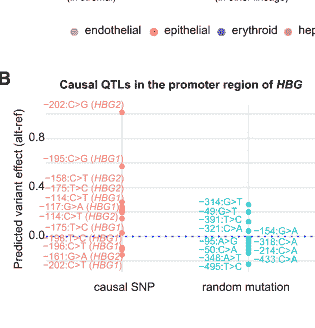 endothelial epithelial erythroid hep
B
Causal QTLs in the promoter region of HBG
Predicted variant effect (alt-ref)
0.8
0.4
0.0
−202:C>G (HBG2)
−195:C>G (HBG1)
−158:C>T (HBG2)
−175:T>C (HBG2)
−114:C>T (HBG1)
−117:G>A (HBG1)
−114:C>T (HBG2)
−175:T>C (HBG1)
−196:C>T (HBG1)
−161:G>A (HBG2)
−202:C>T (HBG1)
−314:G>T
−49:G>T
−391:T>C
−321:C>A
−154:G>A
−95:A>G
−318:C>A
−50:C>A
−214:C>A
−346:A>T
−433:C>A
−495:T>C
causal SNP
random mutation